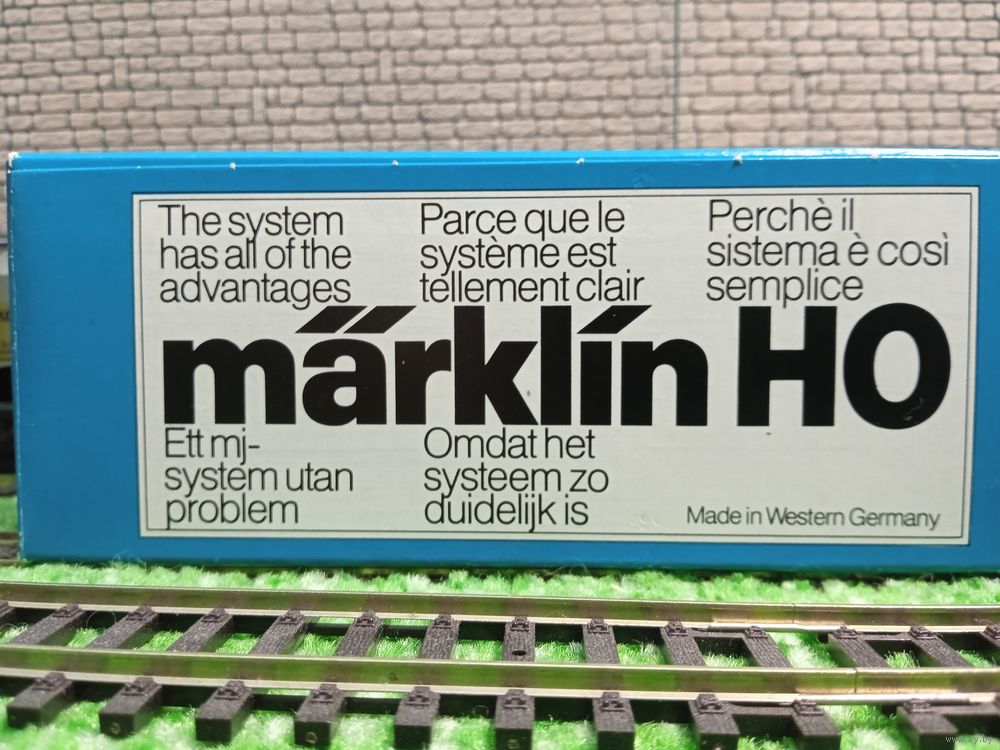 The system
has all of the
advantages
Parce que le
système est
tellement clair
Perchè il
sistema è così
semplice
märklín HO
Ett mj-
system utan
problem
Omdat het
systeem zo
duidelijk is
Made in Western Germany